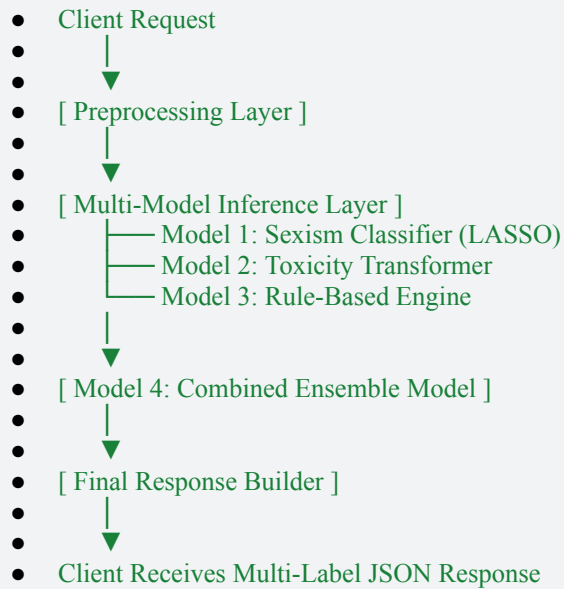 ● Client Request
● │
● ▼
● [ Preprocessing Layer ]
● │
● ▼
● [ Multi-Model Inference Layer ]
● ├── Model 1: Sexism Classifier (LASSO)
● ├── Model 2: Toxicity Transformer
● └── Model 3: Rule-Based Engine
● │
● ▼
● [ Model 4: Combined Ensemble Model ]
● │
● ▼
● [ Final Response Builder ]
● │
● ▼
● Client Receives Multi-Label JSON Response